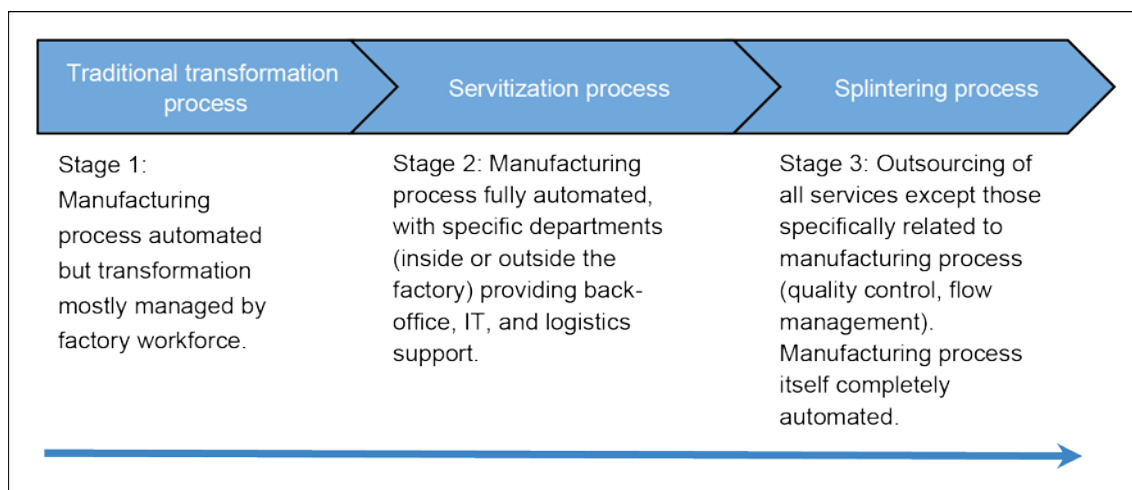 Traditional transformation
process
Servitization process
Splintering process
Stage 1:
Manufacturing
process automated
but transformation
mostly managed by
factory workforce.
Stage 2: Manufacturing
process fully automated,
with specific departments
(inside or outside the
factory) providing back-
office, IT, and logistics
support.
Stage 3: Outsourcing of
all services except those
specifically related to
manufacturing process
(quality control, flow
management).
Manufacturing process
itself completely
automated.